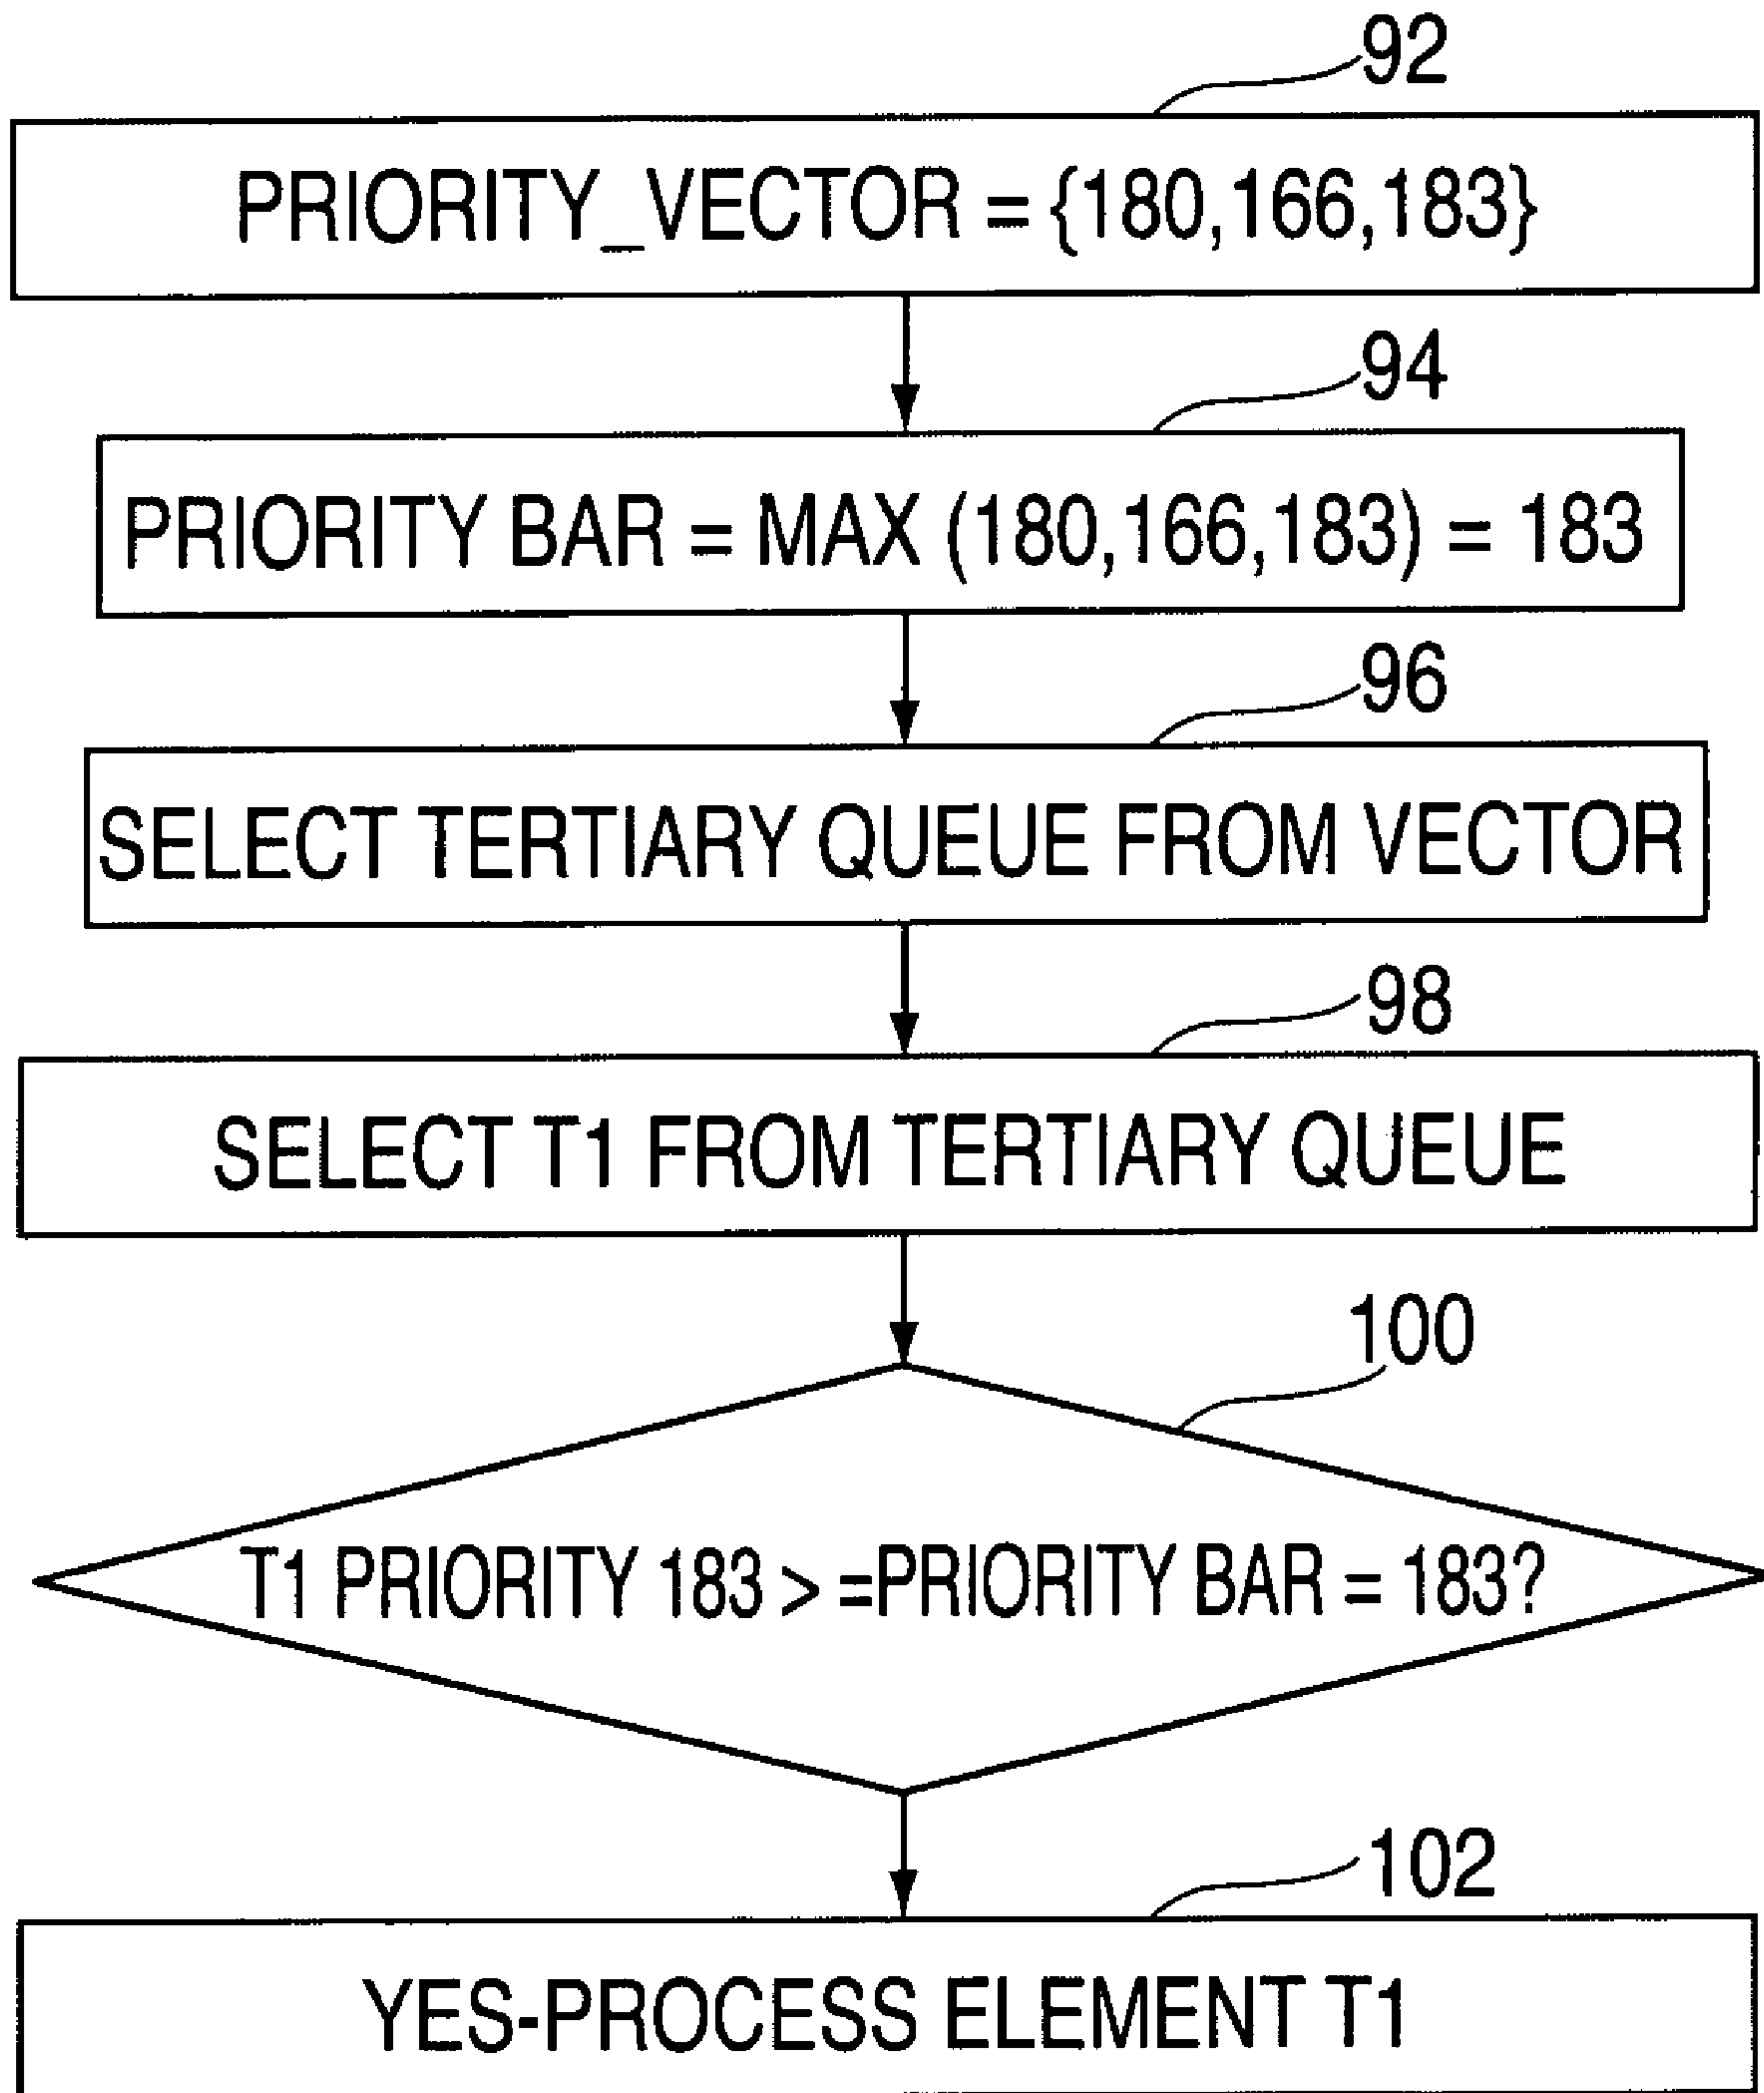 92
PRIORITY_VECTOR = {180,166,183}
94
PRIORITY BAR = MAX (180,166,183) = 183
96
SELECT TERTIARY QUEUE FROM VECTOR
98
SELECT T1 FROM TERTIARY QUEUE
100
T1 PRIORITY 183 > =PRIORITY BAR = 183?
102
YES-PROCESS ELEMENT T1